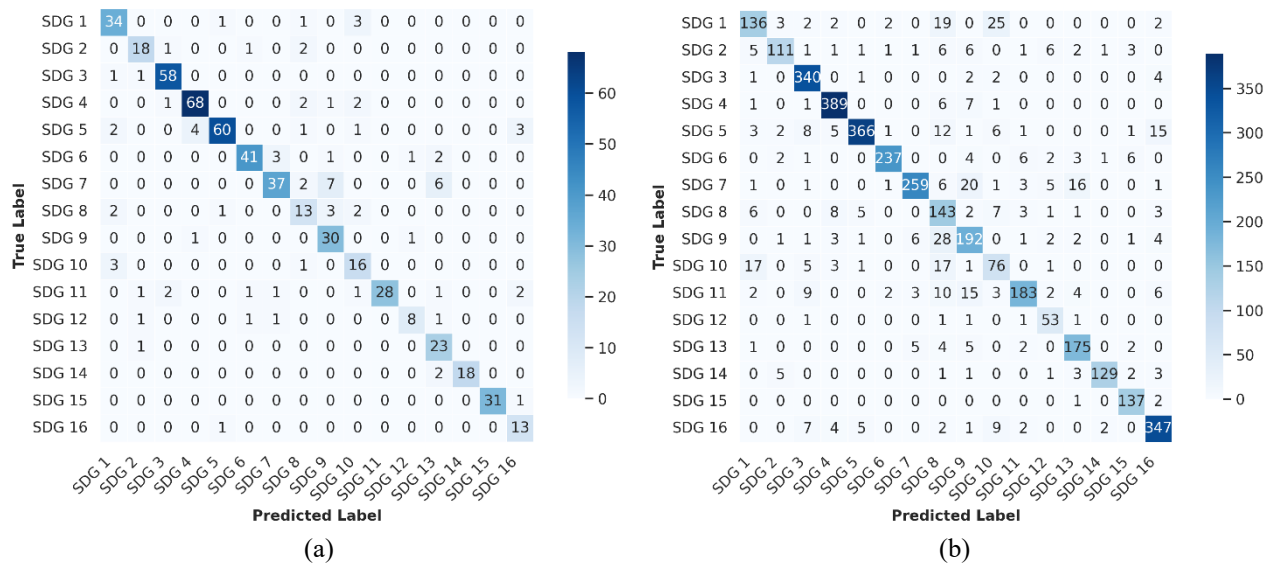 SDG 1 34 0 0 0 1 0 0 1 0 3 0 0 0 0 0 0
SDG 2 0 18 1 0 0 1 0 2 0 0 0 0 0 0 0 0
SDG 3 1 1 58 0 0 0 0 0 0 0 0 0 0 0 0 0
SDG 4 0 0 1 68 0 0 0 2 1 2 0 0 0 0 0 0
SDG 5 2 0 0 4 60 0 0 1 0 1 0 0 0 0 0 3
SDG 6 0 0 0 0 0 41 3 0 1 0 0 1 2 0 0 0
SDG 7 0 0 0 0 0 0 37 2 7 0 0 0 6 0 0 0
SDG 8 2 0 0 0 1 0 0 13 3 2 0 0 0 0 0 0
SDG 9 0 0 0 1 0 0 0 0 30 0 0 1 0 0 0 0
SDG 10 3 0 0 0 0 0 0 1 0 16 0 0 0 0 0 0
SDG 11 0 1 2 0 0 1 1 0 0 1 28 0 1 0 0 2
SDG 12 0 1 0 0 0 1 1 0 0 0 0 8 1 0 0 0
SDG 13 0 1 0 0 0 0 0 0 0 0 0 0 23 0 0 0
SDG 14 0 0 0 0 0 0 0 0 0 0 0 0 2 18 0 0
SDG 15 0 0 0 0 0 0 0 0 0 0 0 0 0 0 31 1
SDG 16 0 0 0 0 1 0 0 0 0 0 0 0 0 0 0 13
True Label
SDG 1 SDG 2 SDG 3 SDG 4 SDG 5 SDG 6 SDG 7 SDG 8 SDG 9 SDG 10 SDG 11 SDG 12 SDG 13 SDG 14 SDG 15 SDG 16
Predicted Label
60
50
40
30
20
10
0
(a)
SDG 1 136 3 2 2 0 2 0 19 0 25 0 0 0 0 0 2
SDG 2 5 111 1 1 1 1 1 6 6 0 1 6 2 1 3 0
SDG 3 1 0 340 0 1 0 0 0 2 2 0 0 0 0 0 4
SDG 4 1 0 1 389 0 0 0 6 7 1 0 0 0 0 0 0
SDG 5 3 2 8 5 366 1 0 12 1 6 1 0 0 0 1 15
SDG 6 0 2 1 0 0 237 0 0 4 0 6 2 3 1 6 0
SDG 7 1 0 1 0 0 1 259 6 20 1 3 5 16 0 0 1
SDG 8 6 0 0 8 5 0 0 143 2 7 3 1 1 0 0 3
SDG 9 0 1 1 3 1 0 6 28 192 0 1 2 2 0 1 4
SDG 10 17 0 5 3 1 0 0 17 1 76 0 1 0 0 0 0
SDG 11 2 0 9 0 0 2 3 10 15 3 183 2 4 0 0 6
SDG 12 0 0 1 0 0 0 0 1 1 0 1 53 1 0 0 0
SDG 13 1 0 0 0 0 0 5 4 5 0 2 0 175 0 2 0
SDG 14 0 5 0 0 0 0 0 1 1 0 0 1 3 129 2 3
SDG 15 0 0 0 0 0 0 0 0 0 0 0 0 1 0 137 2
SDG 16 0 0 7 4 5 0 0 2 1 9 2 0 0 2 0 347
True Label
SDG 1 SDG 2 SDG 3 SDG 4 SDG 5 SDG 6 SDG 7 SDG 8 SDG 9 SDG 10 SDG 11 SDG 12 SDG 13 SDG 14 SDG 15 SDG 16
Predicted Label
350
300
250
200
150
100
50
0
(b)